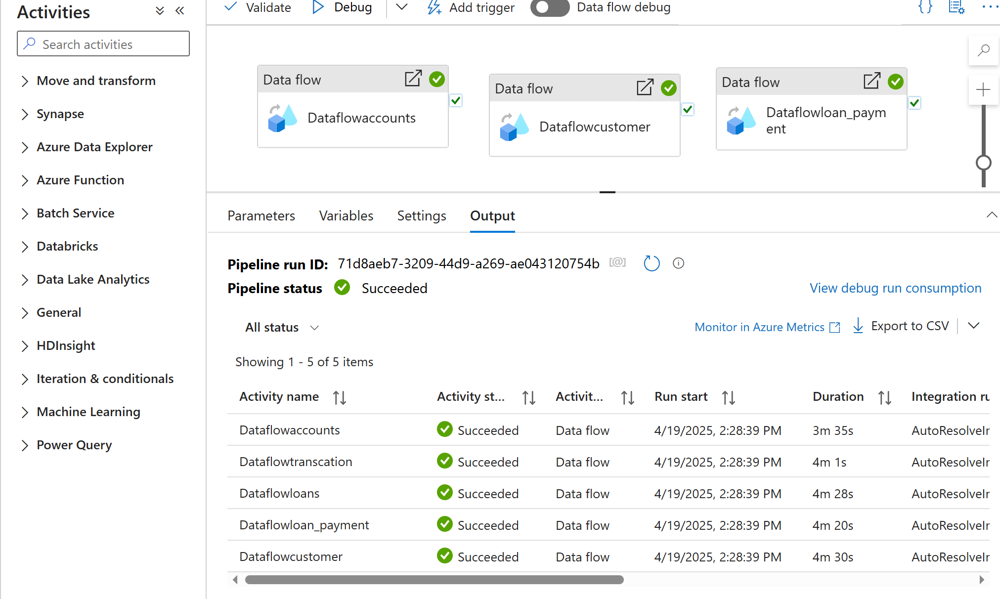 Activities
Search activities
Move and transform
Synapse
Azure Data Explorer
Azure Function
Batch Service
Databricks
Data Lake Analytics
General
HDInsight
Iteration & conditionals
Machine Learning
Power Query
Validate Debug Add trigger Data flow debug
Data flow
Dataflowaccounts
Data flow
Dataflowcustomer
Data flow
Dataflowloan_paym
ent
Parameters Variables Settings Output
Pipeline run ID: 71d8aeb7-3209-44d9-a269-ae043120754b [@]
Pipeline status Succeeded
View debug run consumption
All status
Monitor in Azure Metrics Export to CSV
Showing 1 - 5 of 5 items
Activity name Activity st... Activit... Run start Duration Integration ru
Dataflowaccounts Succeeded Data flow 4/19/2025, 2:28:39 PM 3m 35s AutoResolveIr
Dataflowtranscation Succeeded Data flow 4/19/2025, 2:28:39 PM 4m 1s AutoResolveIr
Dataflowloans Succeeded Data flow 4/19/2025, 2:28:39 PM 4m 28s AutoResolveIr
Dataflowloan_payment Succeeded Data flow 4/19/2025, 2:28:39 PM 4m 20s AutoResolveIr
Dataflowcustomer Succeeded Data flow 4/19/2025, 2:28:39 PM 4m 30s AutoResolveIr